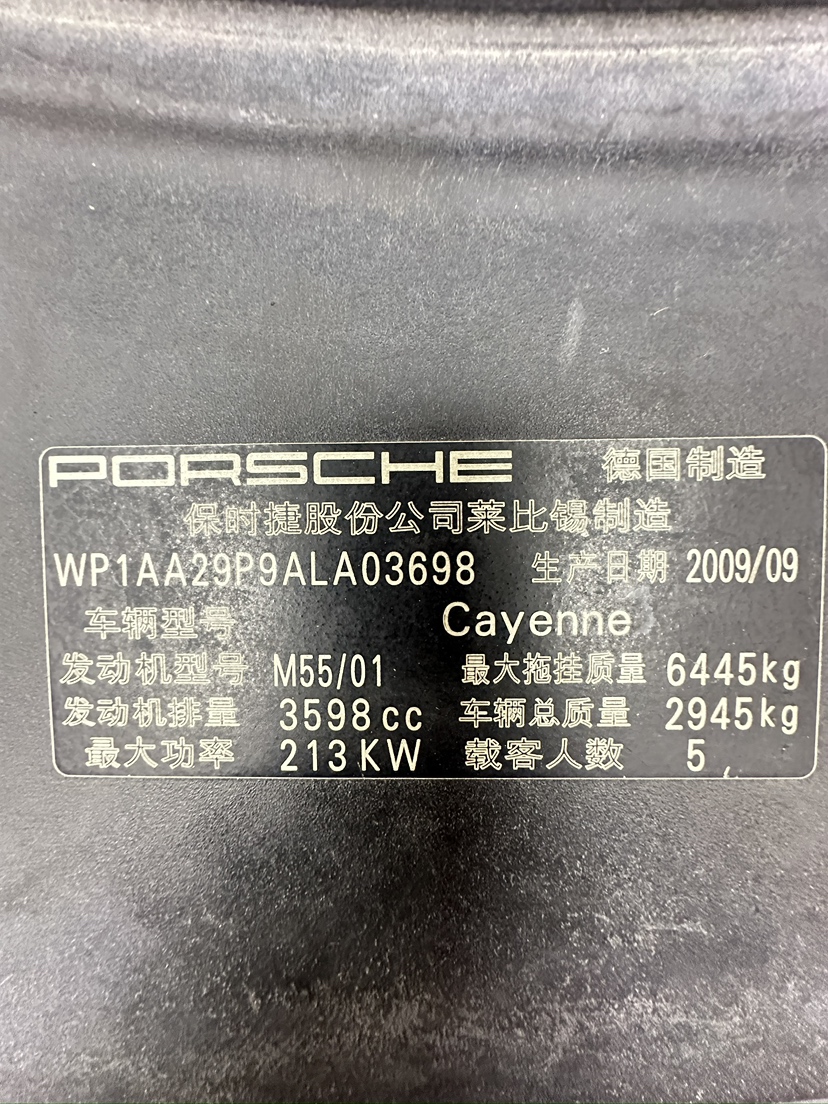 PORSCHE 德国制造
保时捷股份公司莱比锡制造
WP1AA29P9ALA03698 生产日期 2009/09
车辆型号 Cayenne
发动机型号 M55/01 最大拖挂质量 6445kg
发动机排量 3598cc 车辆总质量 2945kg
最大功率 213KW 载客人数 5